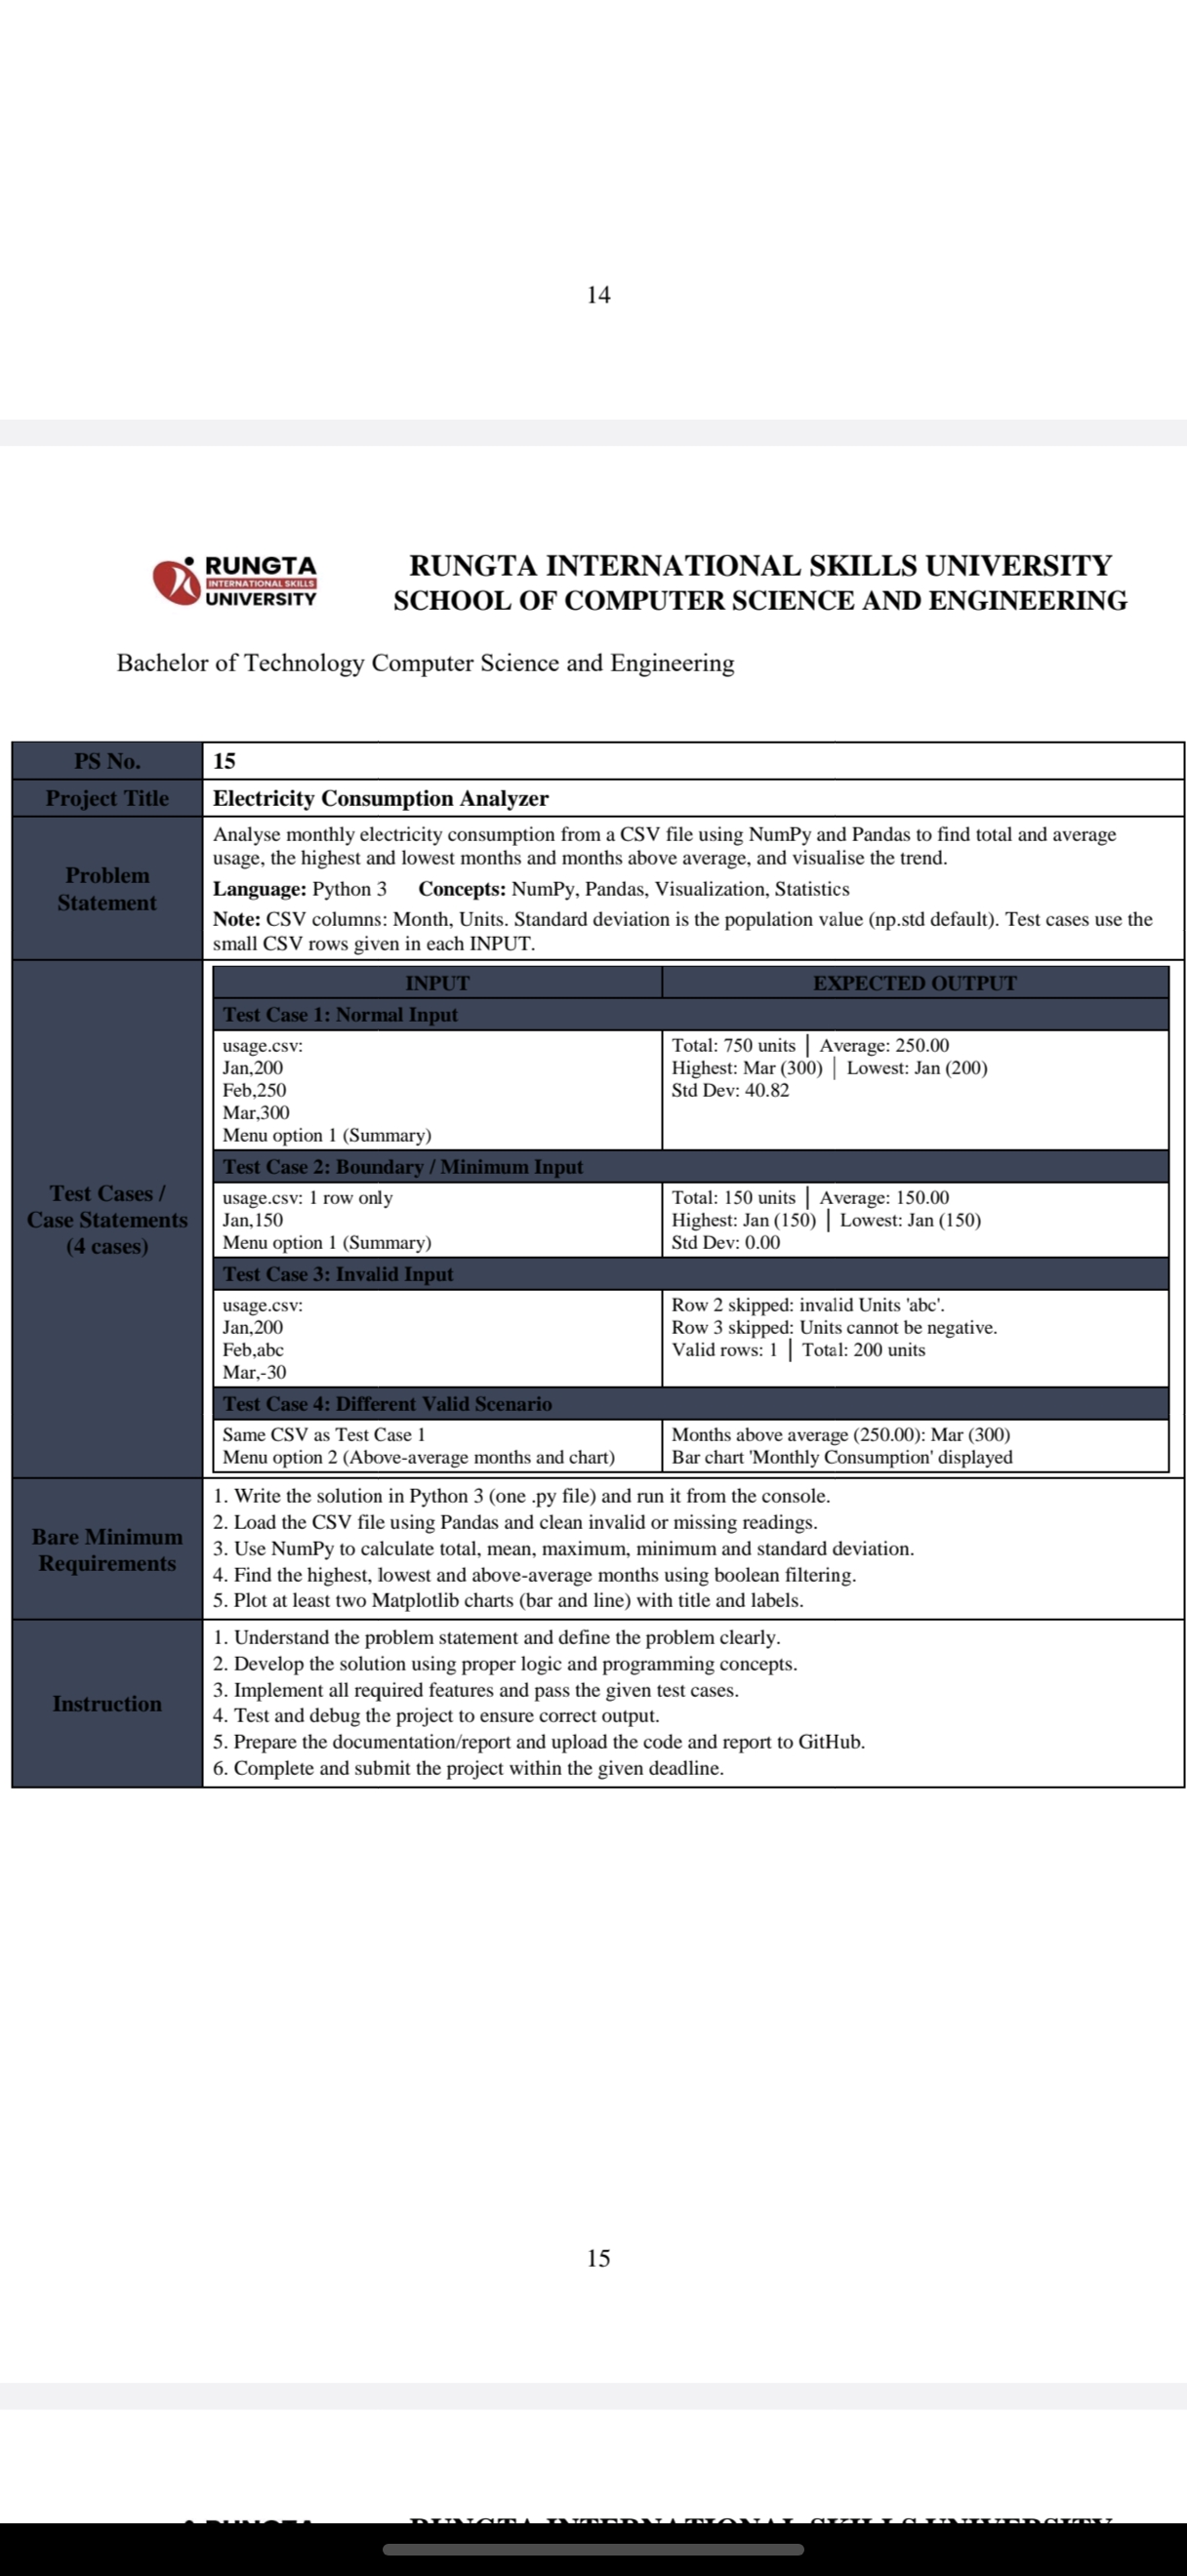 14
RUNGTA
INTERNATIONAL SKILLS
UNIVERSITY
RUNGTA INTERNATIONAL SKILLS UNIVERSITY
SCHOOL OF COMPUTER SCIENCE AND ENGINEERING
Bachelor of Technology Computer Science and Engineering
PS No.
15
Project Title
Electricity Consumption Analyzer
Problem
Statement
Analyse monthly electricity consumption from a CSV file using NumPy and Pandas to find total and average
usage, the highest and lowest months and months above average, and visualise the trend.
Language: Python 3 Concepts: NumPy, Pandas, Visualization, Statistics
Note: CSV columns: Month, Units. Standard deviation is the population value (np.std default). Test cases use the
small CSV rows given in each INPUT.
Test Cases /
Case Statements
(4 cases)
INPUT
EXPECTED OUTPUT
Test Case 1: Normal Input
usage.csv:
Jan,200
Feb,250
Mar,300
Menu option 1 (Summary)
Total: 750 units | Average: 250.00
Highest: Mar (300) | Lowest: Jan (200)
Std Dev: 40.82
Test Case 2: Boundary / Minimum Input
usage.csv: 1 row only
Jan,150
Menu option 1 (Summary)
Total: 150 units | Average: 150.00
Highest: Jan (150) | Lowest: Jan (150)
Std Dev: 0.00
Test Case 3: Invalid Input
usage.csv:
Jan,200
Feb,abc
Mar,-30
Row 2 skipped: invalid Units 'abc'.
Row 3 skipped: Units cannot be negative.
Valid rows: 1 | Total: 200 units
Test Case 4: Different Valid Scenario
Same CSV as Test Case 1
Menu option 2 (Above-average months and chart)
Months above average (250.00): Mar (300)
Bar chart 'Monthly Consumption' displayed
Bare Minimum
Requirements
1. Write the solution in Python 3 (one .py file) and run it from the console.
2. Load the CSV file using Pandas and clean invalid or missing readings.
3. Use NumPy to calculate total, mean, maximum, minimum and standard deviation.
4. Find the highest, lowest and above-average months using boolean filtering.
5. Plot at least two Matplotlib charts (bar and line) with title and labels.
Instruction
1. Understand the problem statement and define the problem clearly.
2. Develop the solution using proper logic and programming concepts.
3. Implement all required features and pass the given test cases.
4. Test and debug the project to ensure correct output.
5. Prepare the documentation/report and upload the code and report to GitHub.
6. Complete and submit the project within the given deadline.
15
RUNGTA
RUNGTA INTERNATIONAL SKILLS UNIVERSITY